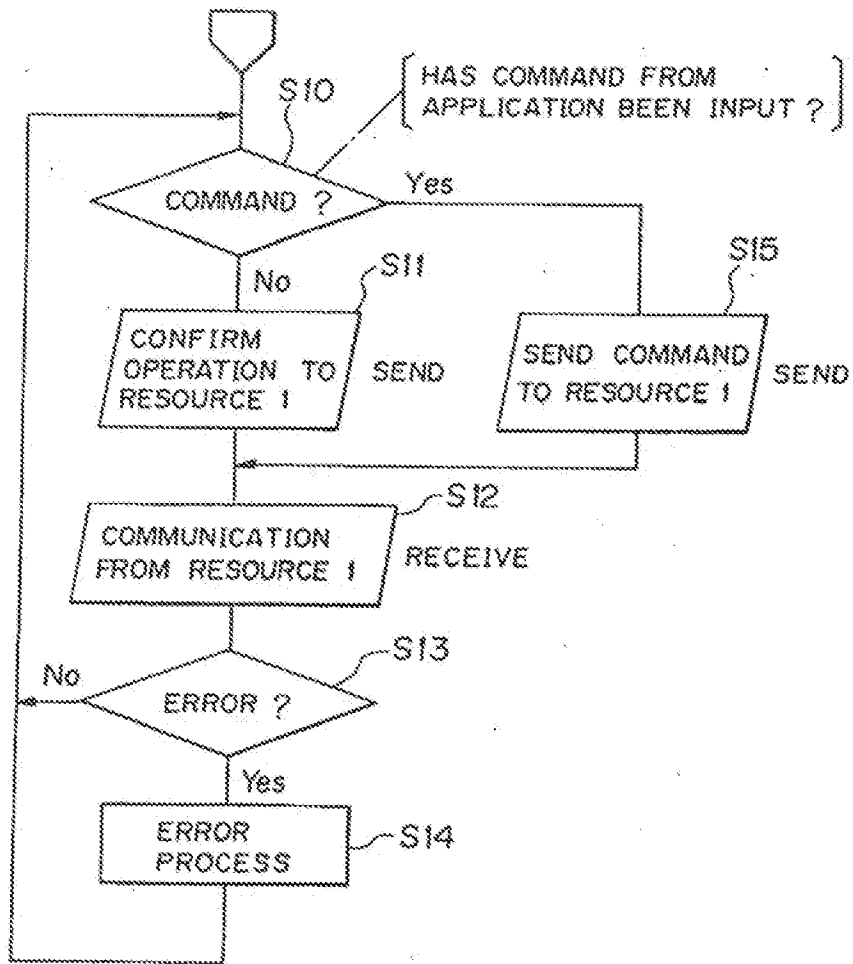 HAS COMMAND FROM
APPLICATION BEEN INPUT ?
S10
COMMAND ?
Yes
No
S11
S15
CONFIRM
OPERATION TO
RESOURCE 1
SEND
SEND COMMAND
TO RESOURCE 1
SEND
S12
COMMUNICATION
FROM RESOURCE 1
RECEIVE
S13
No
ERROR ?
Yes
ERROR
PROCESS
S14